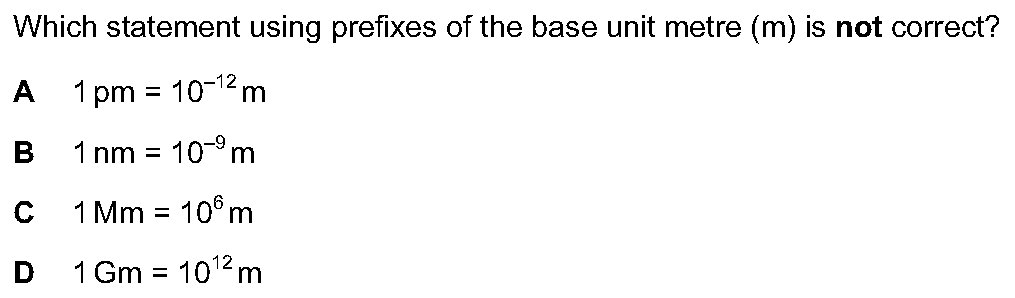 Which statement using prefixes of the base unit metre (m) is not correct?
A 1 pm = 10⁻¹² m
B 1 nm = 10⁻⁹ m
C 1 Mm = 10⁶ m
D 1 Gm = 10¹² m